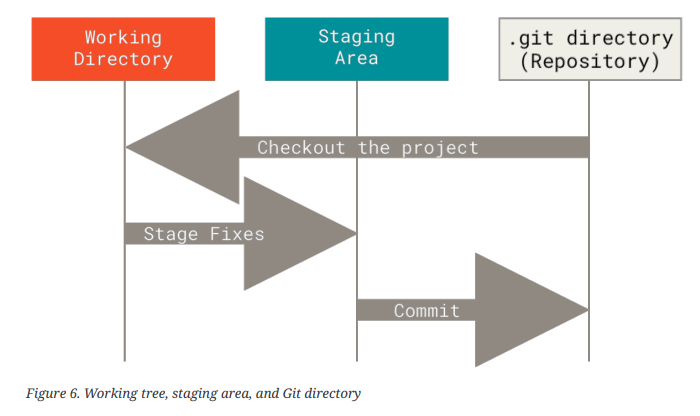 Working
Directory
Staging
Area
.git directory
(Repository)
Checkout the project
Stage Fixes
Commit
Figure 6. Working tree, staging area, and Git directory